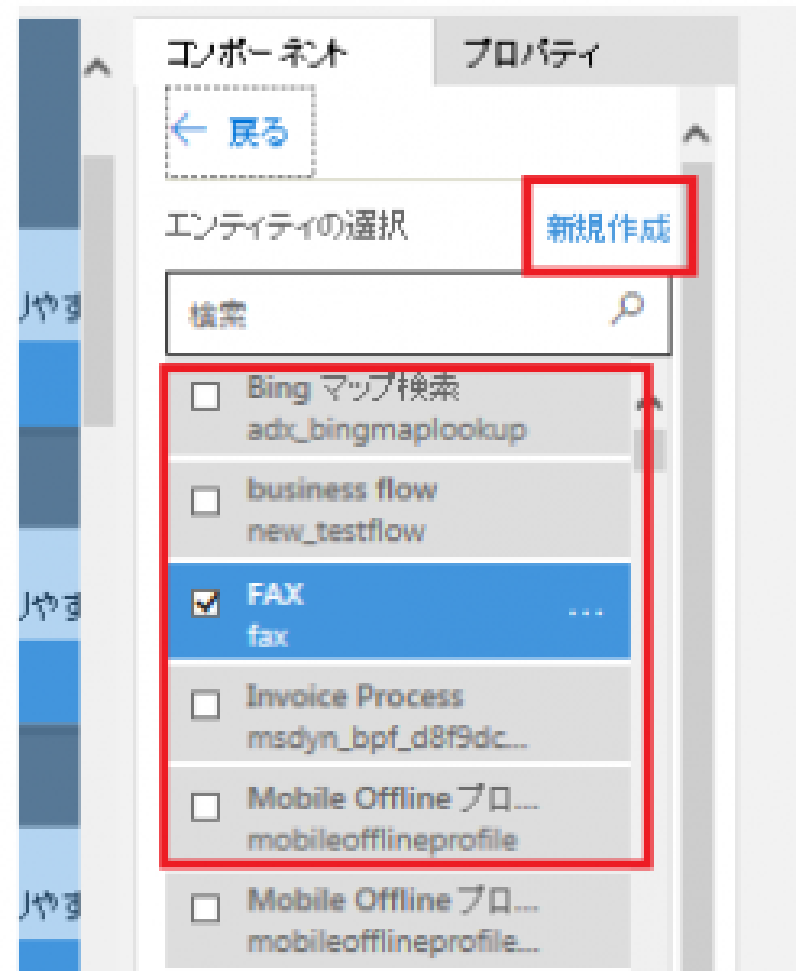 コンポーネント プロパティ
← 戻る
エンティティの選択 新規作成
検索
Bing マップ検索
adx_bingmaplookup
business flow
new_testflow
りやす
FAX
fax
...
りやす
Invoice Process
msdyn_bpf_d8f9dc...
Mobile Offline プロ...
mobileofflineprofile
りやす
Mobile Offline プロ...
mobileofflineprofile...